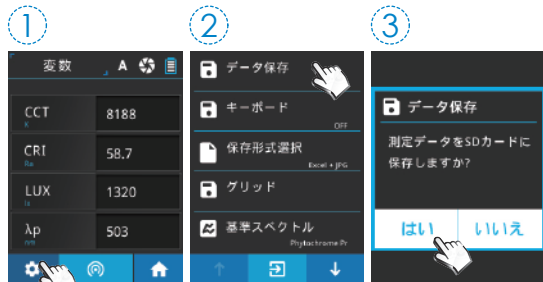 1
2
3
変数
A
CCT
K
8188
CRI
Ra
58.7
LUX
lx
1320
λp
nm
503
データ保存
キーボード
OFF
保存形式選択
Excel + JPG
グリッド
基準スペクトル
Phytochrome Pr
データ保存
測定データをSDカードに
保存しますか?
はい
いいえ